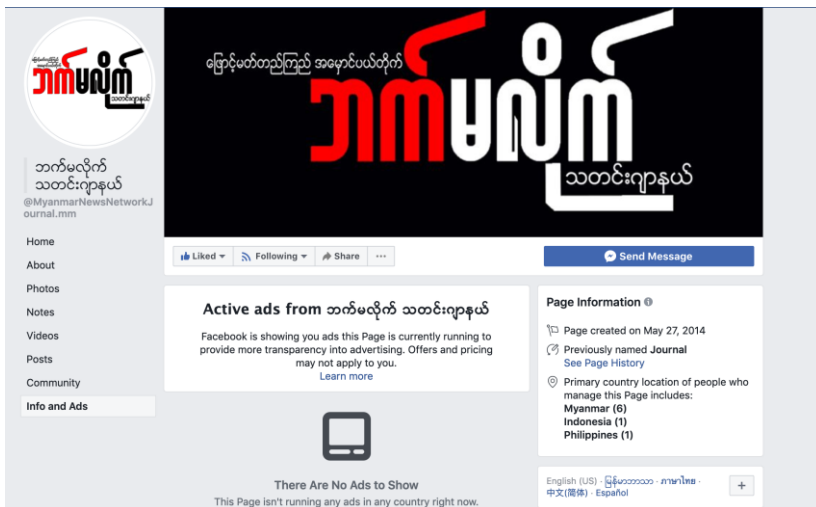 ဘက်မလိုက်
သတင်းဂျာနယ်
ဖြောင့်မတ်တည်ကြည် အမှောင်ပယ်တိုက်
ဘက်မလိုက်
သတင်းဂျာနယ်
ဘက်မလိုက်
သတင်းဂျာနယ်
@MyanmarNewsNetworkJ
ournal.mm
Home
About
Photos
Notes
Videos
Posts
Community
Info and Ads
Liked
Following
Share
Send Message
Active ads from ဘက်မလိုက် သတင်းဂျာနယ်
Facebook is showing you ads this Page is currently running to
provide more transparency into advertising. Offers and pricing
may not apply to you.
Learn more
There Are No Ads to Show
This Page isn't running any ads in any country right now.
Page Information
Page created on May 27, 2014
Previously named Journal
See Page History
Primary country location of people who
manage this Page includes:
Myanmar (6)
Indonesia (1)
Philippines (1)
English (US) · မြန်မာဘာသာ · ภาษาไทย ·
中文(简体) · Español